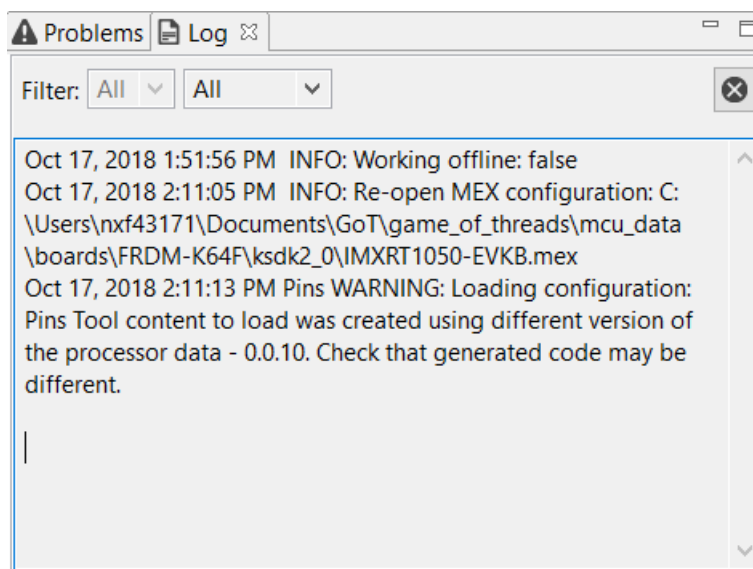 Problems Log
Filter: All All
Oct 17, 2018 1:51:56 PM  INFO: Working offline: false
Oct 17, 2018 2:11:05 PM  INFO: Re-open MEX configuration: C:
\Users\nxf43171\Documents\GoT\game_of_threads\mcu_data
\boards\FRDM-K64F\ksdk2_0\IMXRT1050-EVKB.mex
Oct 17, 2018 2:11:13 PM Pins WARNING: Loading configuration:
Pins Tool content to load was created using different version of
the processor data - 0.0.10. Check that generated code may be
different.